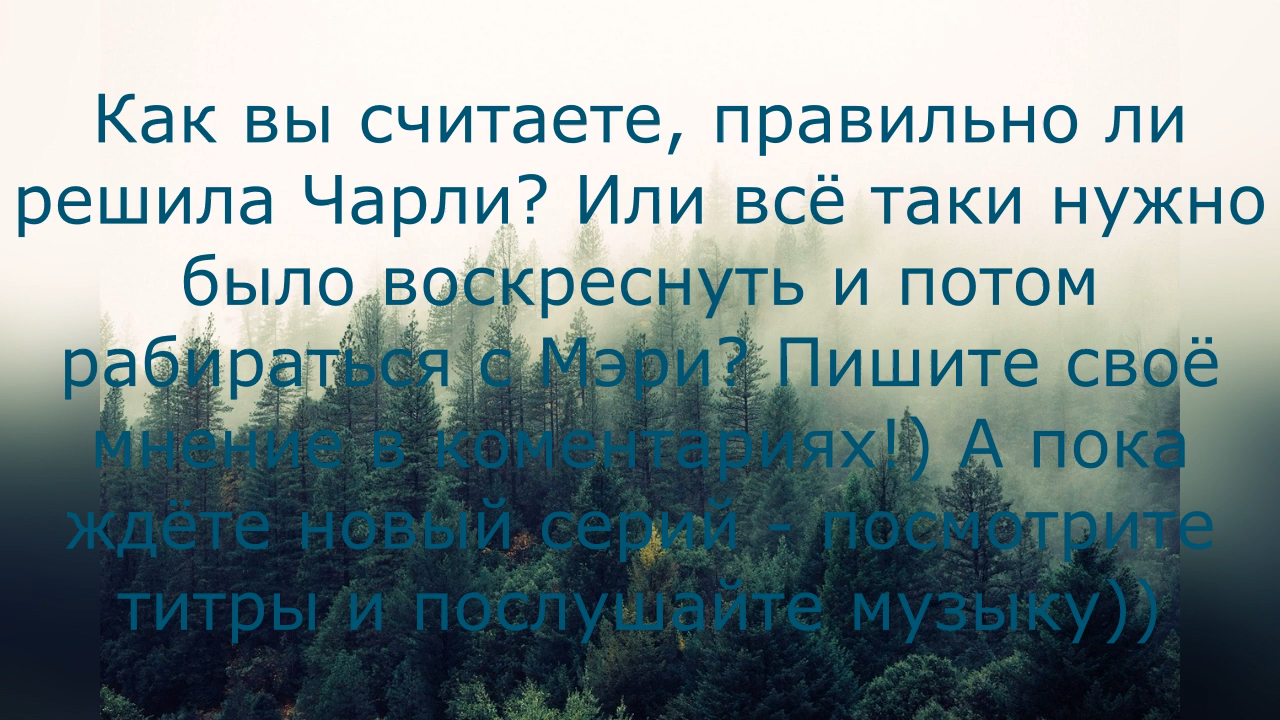 Как вы считаете, правильно ли
решила Чарли? Или всё таки нужно
было воскреснуть и потом
рабираться с Мэри? Пишите своё
мнение в коментариях!) А пока
ждёте новый серий - посмотрите
титры и послушайте музыку))